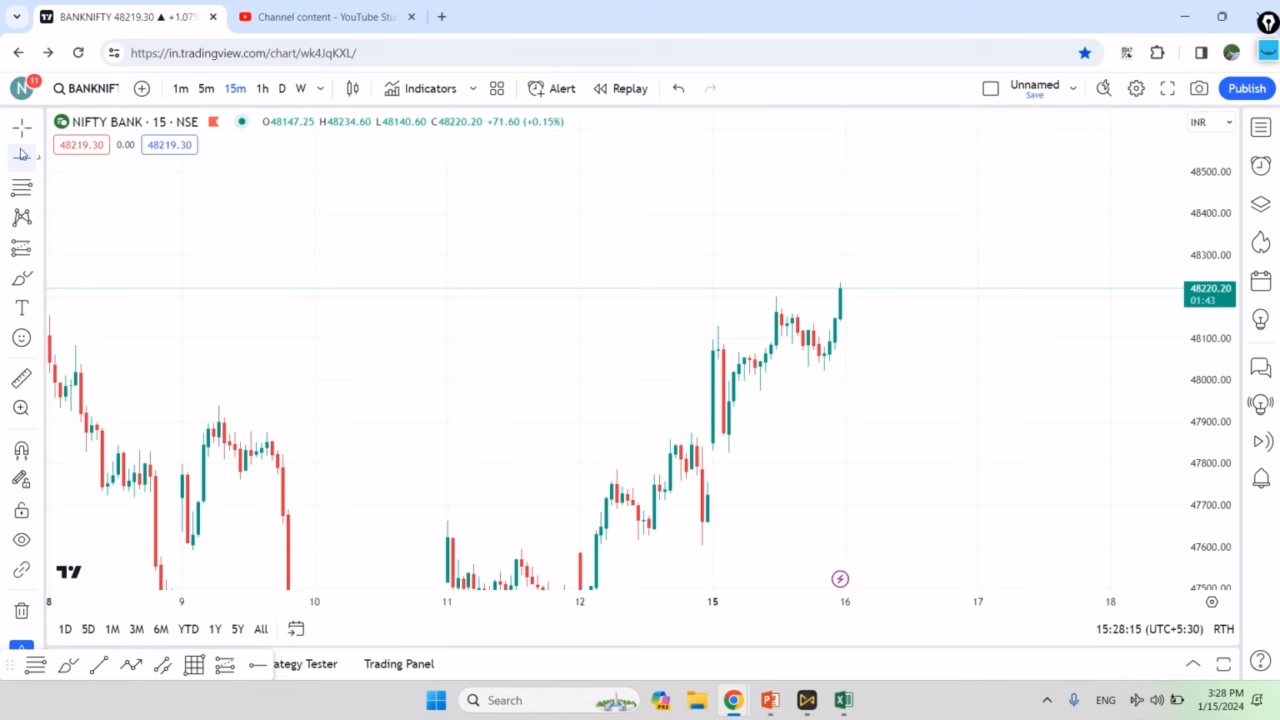 BANKNIFTY 48219.30 ▲ +1.07%
Channel content - YouTube Stu
https://in.tradingview.com/chart/wk4JqKXL/
N
11
BANKNIFT
1m 5m 15m 1h D W
Indicators
Alert
Replay
Unnamed
Save
Publish
NIFTY BANK · 15 · NSE
O48147.25 H48234.60 L48140.60 C48220.20 +71.60 (+0.15%)
INR
48219.30 0.00 48219.30
48500.00
48400.00
48300.00
48220.20
01:43
48100.00
48000.00
47900.00
47800.00
47700.00
47600.00
47500.00
8 9 10 11 12 15 16 17 18
1D 5D 1M 3M 6M YTD 1Y 5Y All
15:28:15 (UTC+5:30) RTH
ategy Tester
Trading Panel
Search
PRE
ENG
3:28 PM
1/15/2024